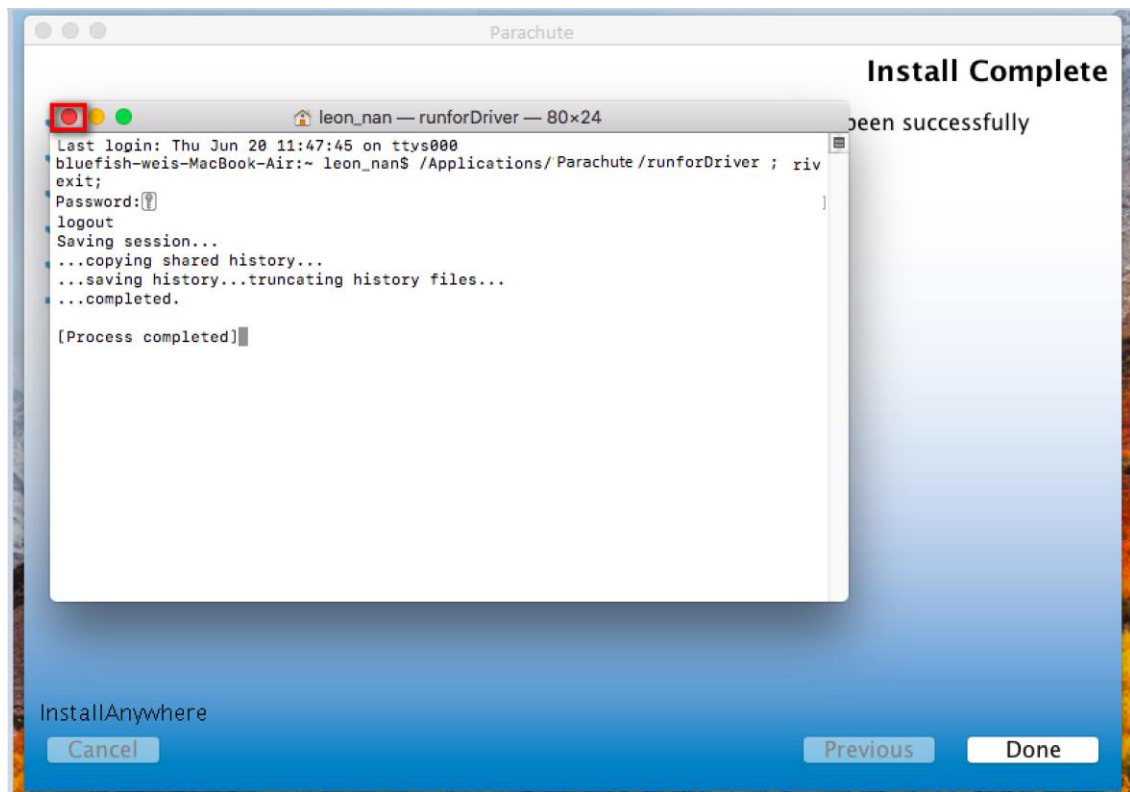 Parachute
Install Complete
been successfully
leon_nan — runforDriver — 80×24
Last login: Thu Jun 20 11:47:45 on ttys000
bluefish-weis-MacBook-Air:~ leon_nan$ /Applications/ Parachute /runforDriver ; riv
exit;
Password:
logout
Saving session...
...copying shared history...
...saving history...truncating history files...
...completed.
[Process completed]
InstallAnywhere
Cancel
Previous
Done